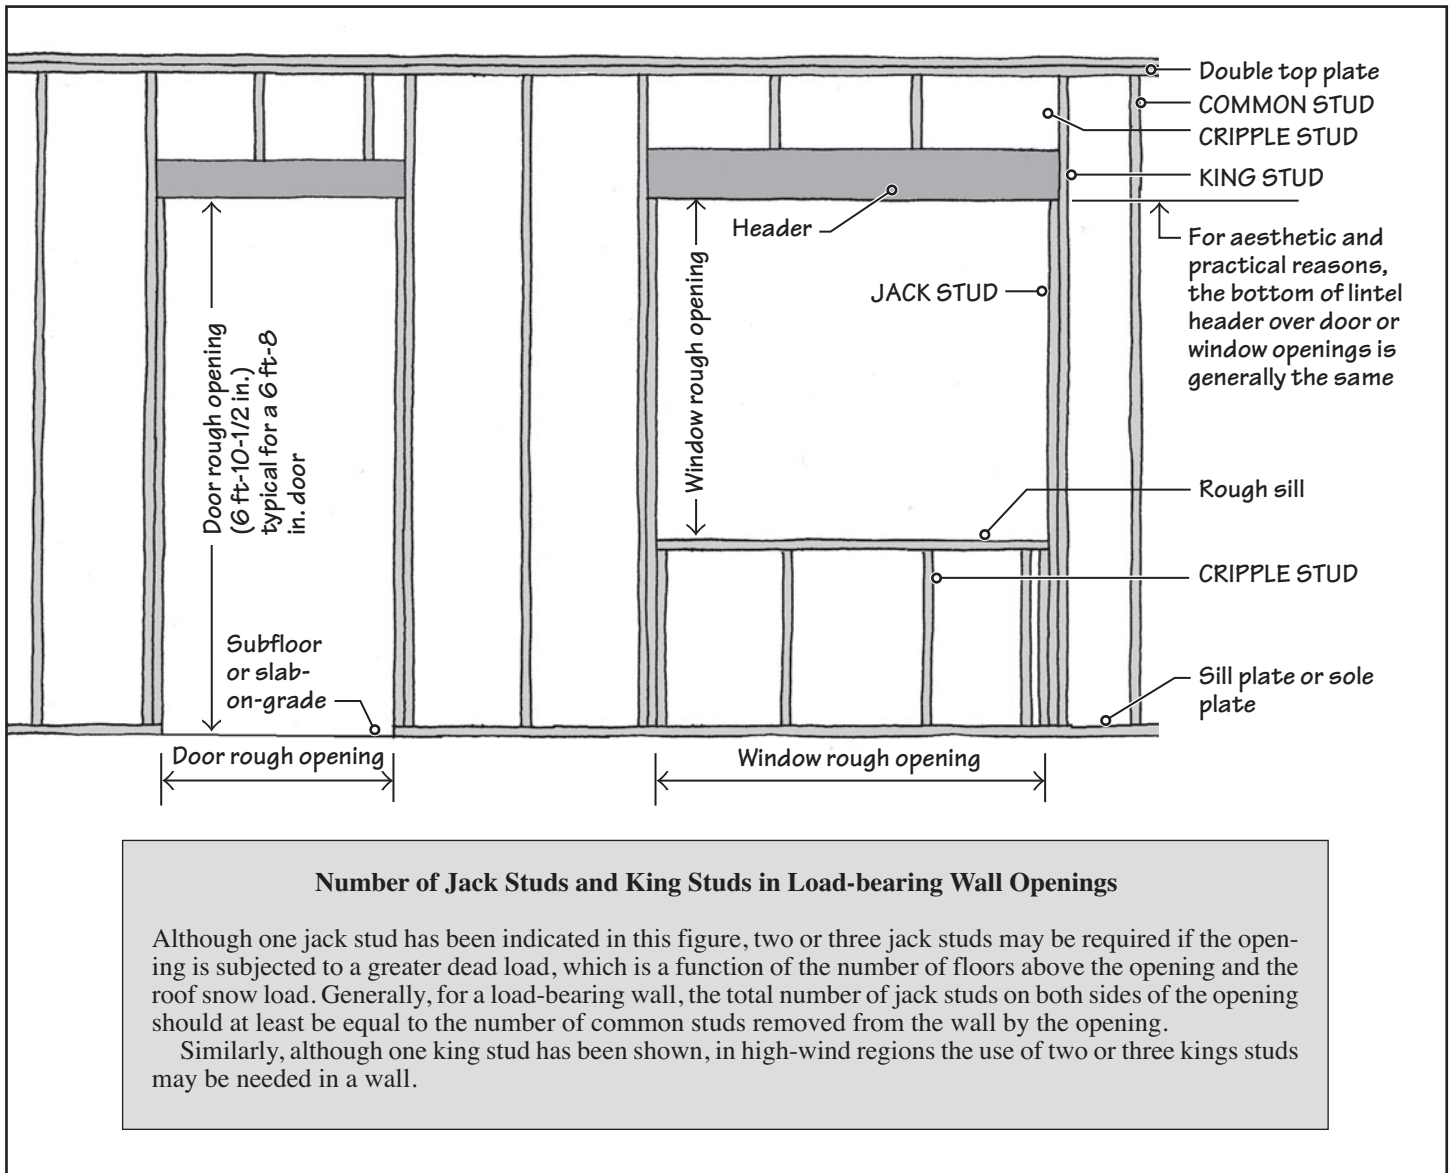 Double top plate
COMMON STUD
CRIPPLE STUD
KING STUD
Header
For aesthetic and
practical reasons,
the bottom of lintel
header over door or
window openings is
generally the same
JACK STUD
Window rough opening
Door rough opening
(6 ft-10-1/2 in.)
typical for a 6 ft-8
in. door
Rough sill
CRIPPLE STUD
Subfloor
or slab-
on-grade
Sill plate or sole
plate
Door rough opening
Window rough opening
Number of Jack Studs and King Studs in Load-bearing Wall Openings
Although one jack stud has been indicated in this figure, two or three jack studs may be required if the open-
ing is subjected to a greater dead load, which is a function of the number of floors above the opening and the
roof snow load. Generally, for a load-bearing wall, the total number of jack studs on both sides of the opening
should at least be equal to the number of common studs removed from the wall by the opening.
Similarly, although one king stud has been shown, in high-wind regions the use of two or three kings studs
may be needed in a wall.